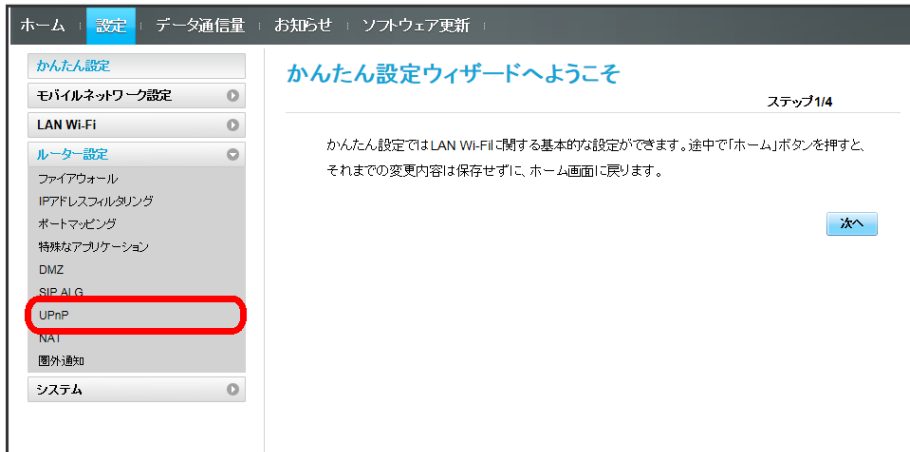 ホーム 設定 データ通信量 お知らせ ソフトウェア更新
かんたん設定
モバイルネットワーク設定
LAN Wi-Fi
ルーター設定
ファイアウォール
IPアドレスフィルタリング
ポートマッピング
特殊なアプリケーション
DMZ
SIP ALG
UPnP
NAT
圏外通知
システム
かんたん設定ウィザードへようこそ
ステップ1/4
かんたん設定ではLAN Wi-Fiに関する基本的な設定ができます。途中で「ホーム」ボタンを押すと、
それまでの変更内容は保存せずに、ホーム画面に戻ります。
次へ